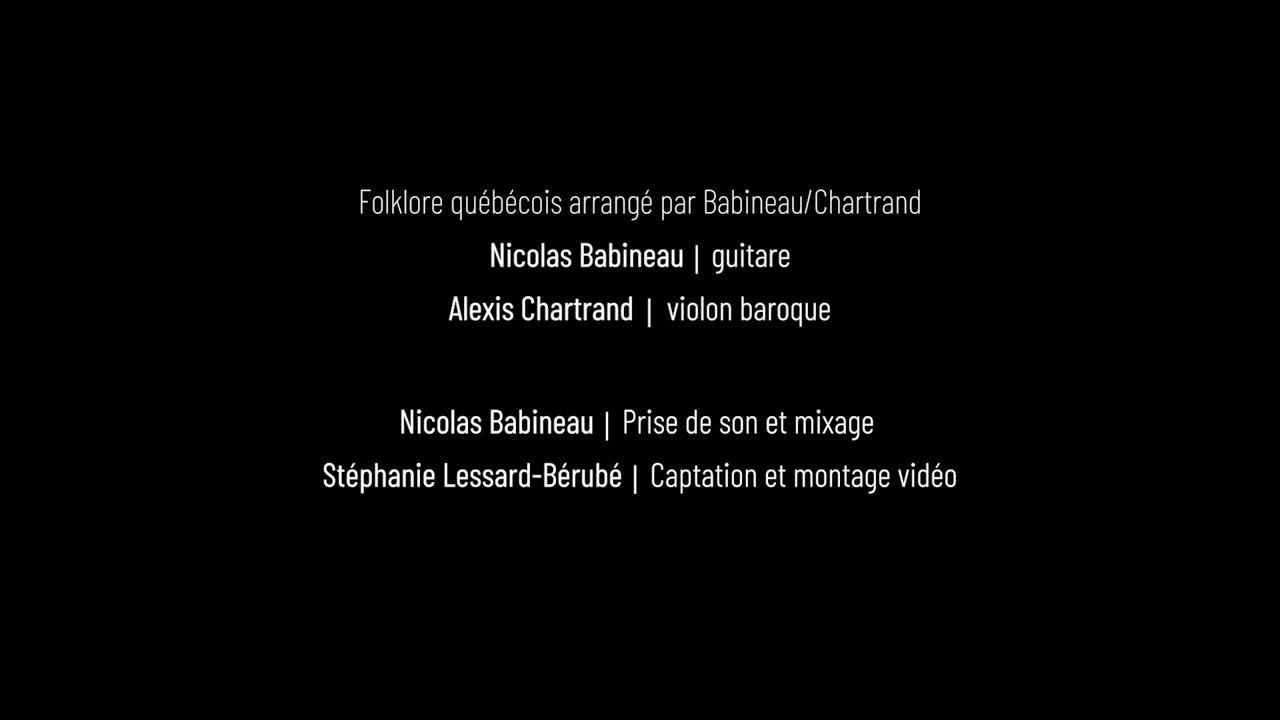 Folklore québécois arrangé par Babineau/Chartrand
Nicolas Babineau | guitare
Alexis Chartrand | violon baroque
Nicolas Babineau | Prise de son et mixage
Stéphanie Lessard-Bérubé | Captation et montage vidéo